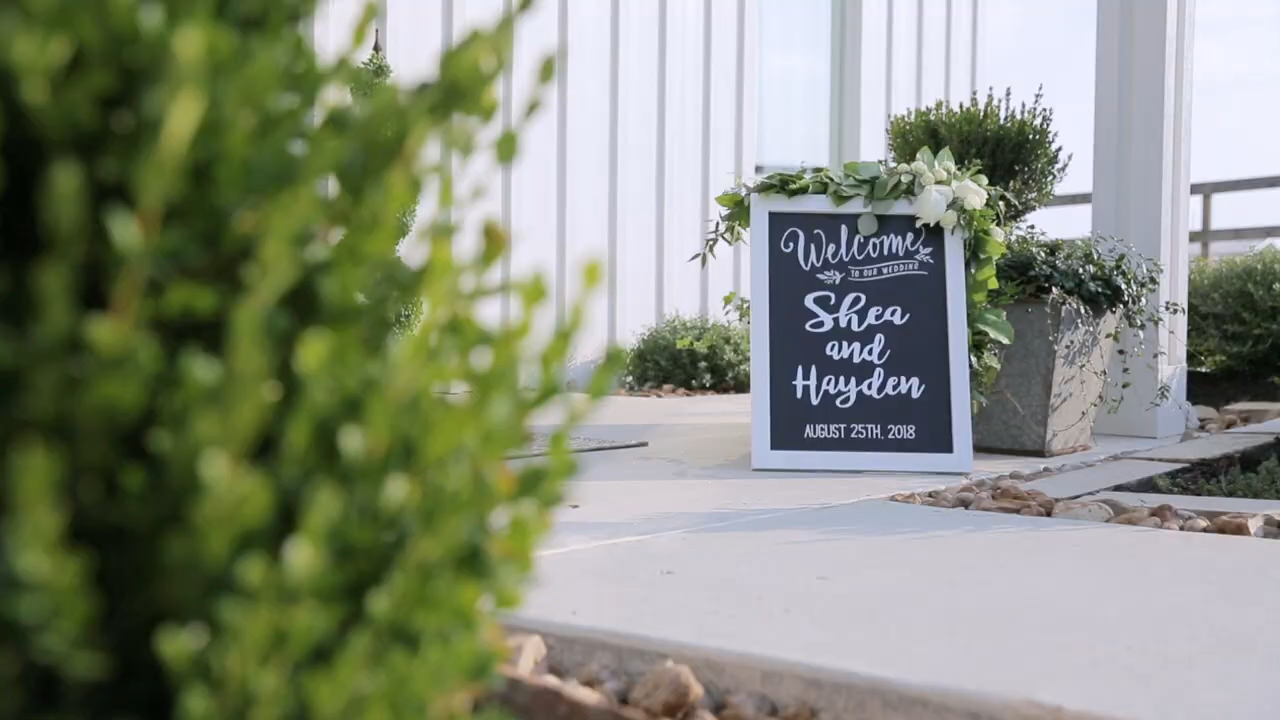 Welcome
TO OUR WEDDING
Shea
and
Hayden
AUGUST 25TH, 2018